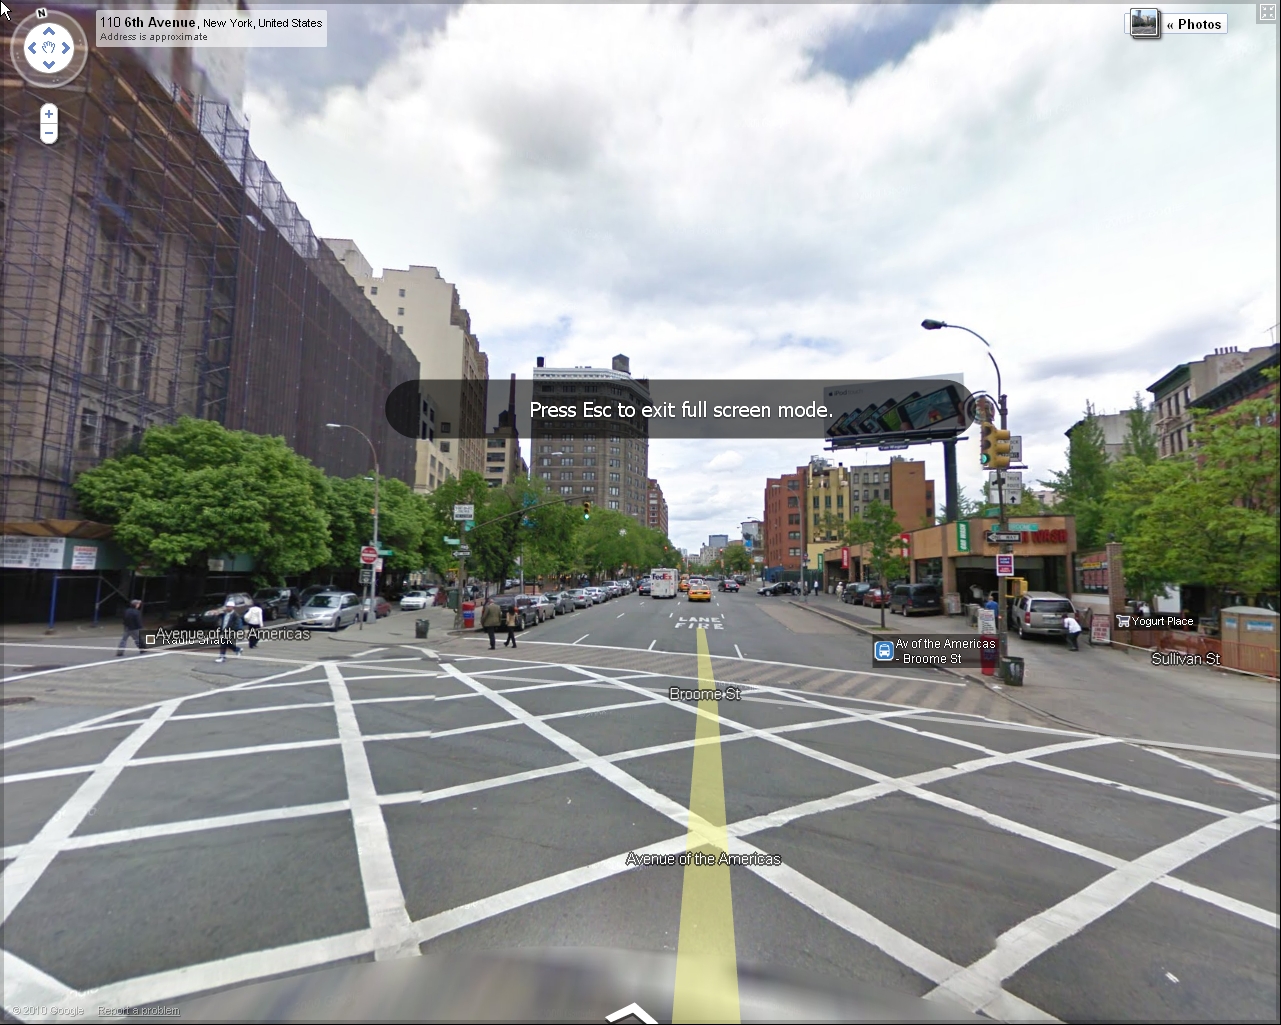 N
110 6th Avenue, New York, United States
Address is approximate
« Photos
+
−
Press Esc to exit full screen mode.
FedEx
LANE
FIRE
WASH
Avenue of the Americas
Radio Shack
Av of the Americas
- Broome St
Yogurt Place
Sullivan St
Broome St
Avenue of the Americas
© 2010 Google
Report a problem